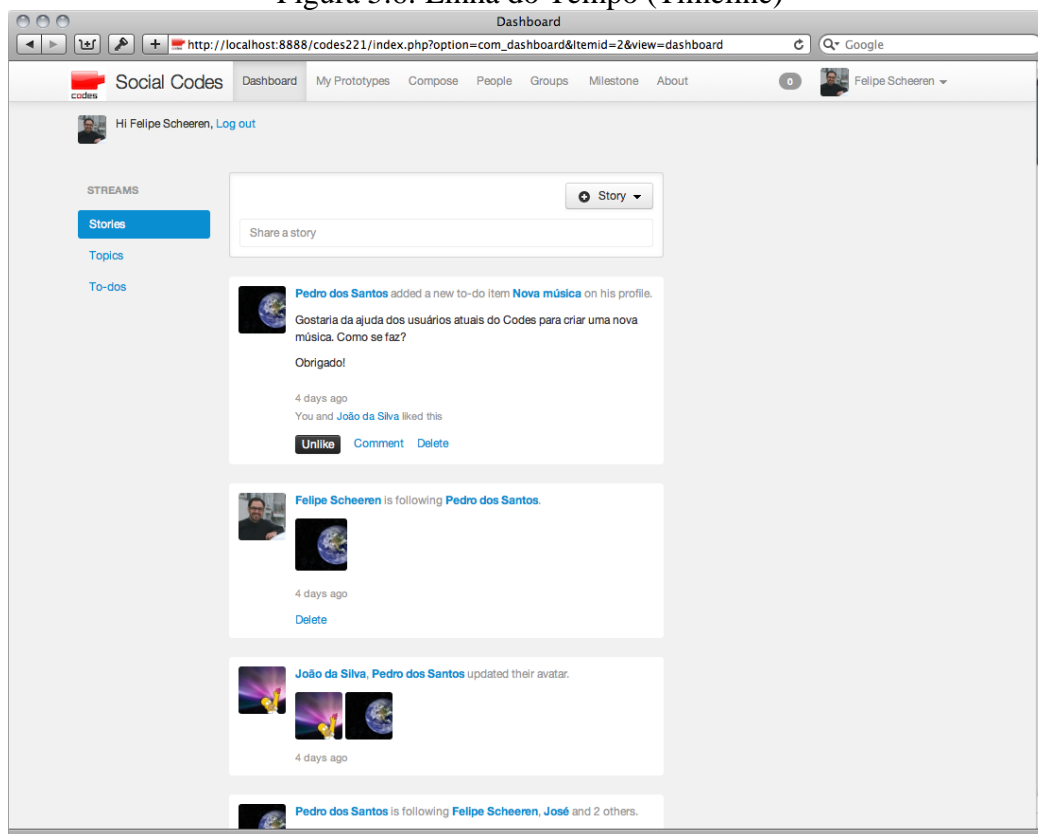 Figura 5.8: Linha do Tempo (Timeline)
Dashboard
http://localhost:8888/codes221/index.php?option=com_dashboard&Itemid=2&view=dashboard
Google
codes
Social Codes
Dashboard My Prototypes Compose People Groups Milestone About
0
Felipe Scheeren
Hi Felipe Scheeren, Log out
STREAMS
Stories
Topics
To-dos
Story
Share a story
Pedro dos Santos added a new to-do item Nova música on his profile.
Gostaria da ajuda dos usuários atuais do Codes para criar uma nova
música. Como se faz?
Obrigado!
4 days ago
You and João da Silva liked this
Unlike Comment Delete
Felipe Scheeren is following Pedro dos Santos.
4 days ago
Delete
João da Silva, Pedro dos Santos updated their avatar.
4 days ago
Pedro dos Santos is following Felipe Scheeren, José and 2 others.